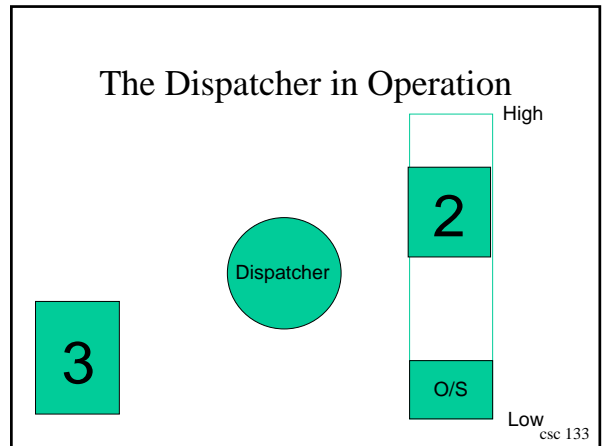 The Dispatcher in Operation
High
2
Dispatcher
3
O/S
Low
csc 133